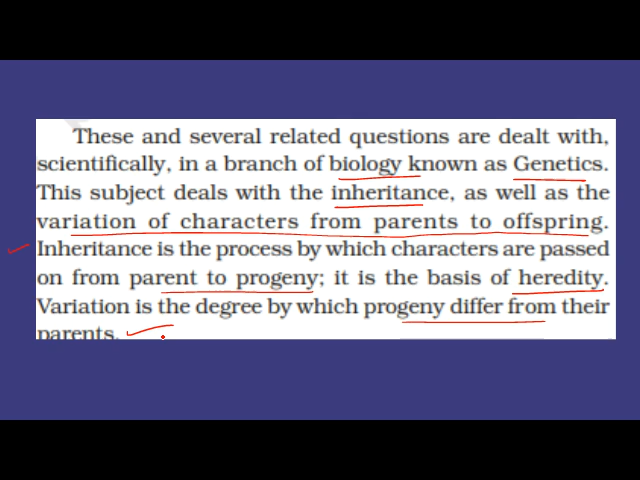 These and several related questions are dealt with,
scientifically, in a branch of biology known as Genetics.
This subject deals with the inheritance, as well as the
variation of characters from parents to offspring.
Inheritance is the process by which characters are passed
on from parent to progeny; it is the basis of heredity.
Variation is the degree by which progeny differ from their
parents.